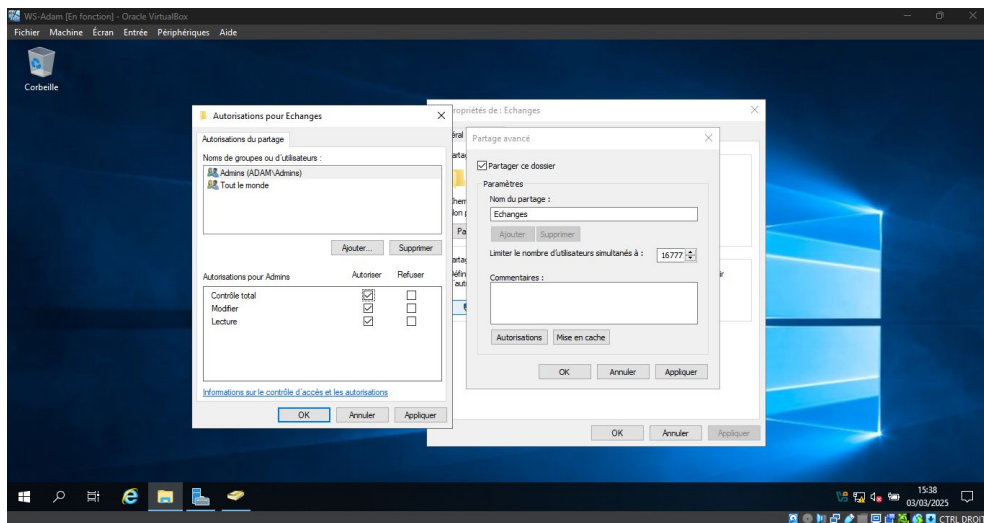 WS-Adam [En fonction] - Oracle VirtualBox
Fichier Machine Écran Entrée Périphériques Aide
Corbeille
Autorisations pour Echanges
Autorisations du partage
Noms de groupes ou d'utilisateurs :
Admins (ADAM\Admins)
Tout le monde
Ajouter... Supprimer
Autorisations pour Admins Autoriser Refuser
Contrôle total
Modifier
Lecture
Informations sur le contrôle d'accès et les autorisations
OK Annuler Appliquer
ropriétés de : Echanges
éral
Partage avancé
Partager ce dossier
Paramètres
Nom du partage :
Echanges
Ajouter Supprimer
Limiter le nombre d'utilisateurs simultanés à : 16777
Commentaires :
Autorisations Mise en cache
OK Annuler Appliquer
OK Annuler Appliquer
15:38
03/03/2025
CTRL DROIT